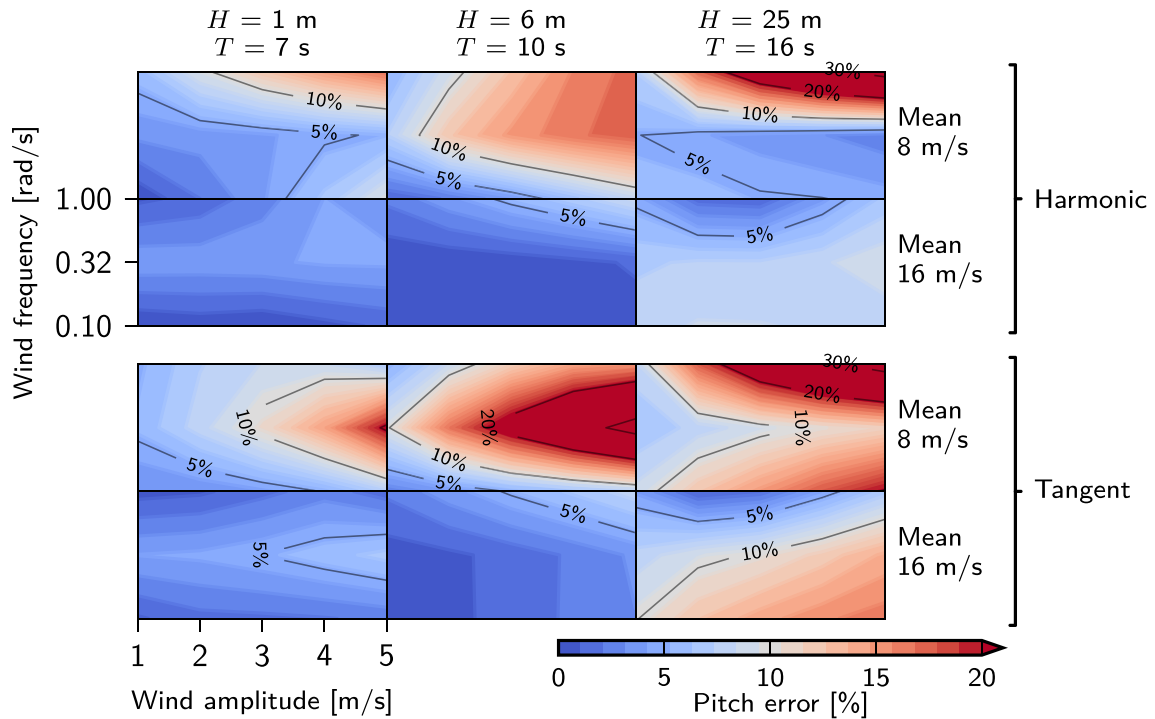 H = 1 m
T = 7 s
H = 6 m
T = 10 s
H = 25 m
T = 16 s
Wind frequency [rad/s]
1.00
0.32
0.10
10%
5%
10%
5%
30%
20%
10%
5%
Mean
8 m/s
5%
5%
Mean
16 m/s
Harmonic
10%
5%
20%
10%
5%
30%
20%
10%
Mean
8 m/s
5%
5%
5%
10%
Mean
16 m/s
Tangent
1
2
3
4
5
Wind amplitude [m/s]
0
5
10
15
20
Pitch error [%]